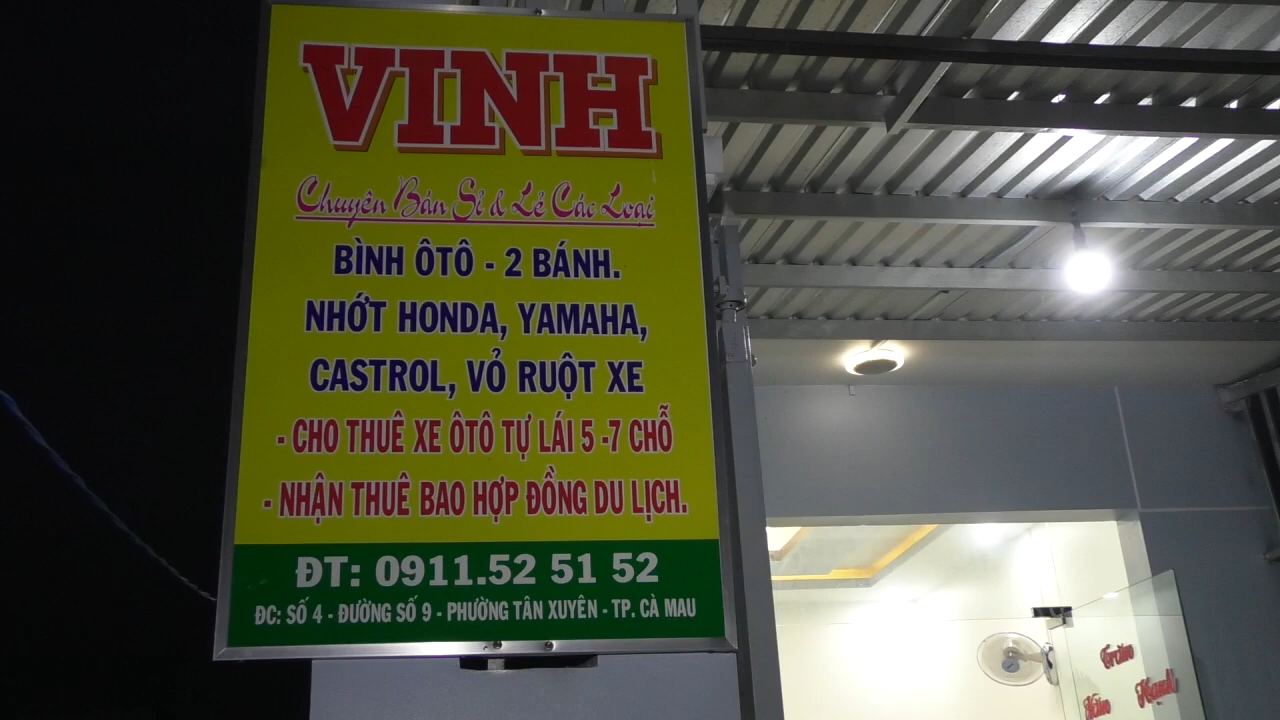 VINH
Chuyên Bán Sỉ & Lẻ Các Loại
BÌNH ÔTÔ - 2 BÁNH.
NHỚT HONDA, YAMAHA,
CASTROL, VỎ RUỘT XE
- CHO THUÊ XE ÔTÔ TỰ LÁI 5 -7 CHỖ
- NHẬN THUÊ BAO HỢP ĐỒNG DU LỊCH.
ĐT: 0911.52 51 52
ĐC: SỐ 4 - ĐƯỜNG SỐ 9 - PHƯỜNG TÂN XUYÊN - TP. CÀ MAU
Hạnh